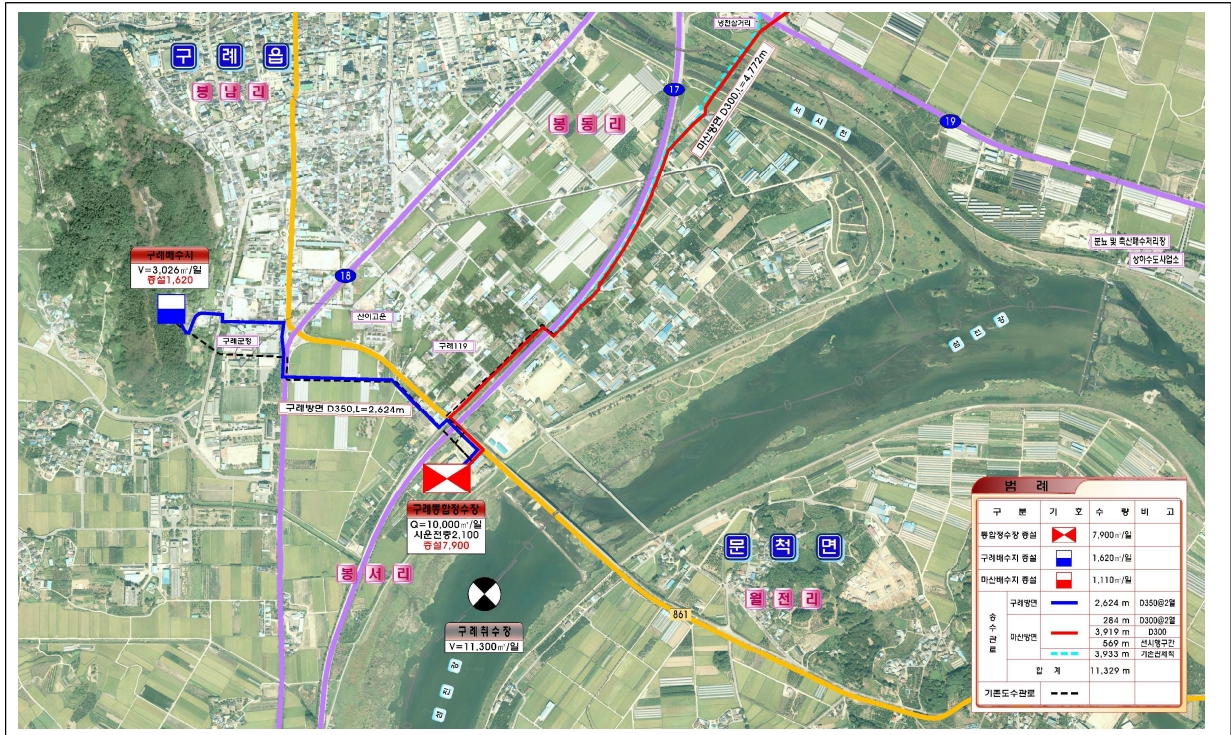 구 례 읍
봉 남 리
냉천삼거리
마산방면 D300,L=4,772m
17
봉 동 리
서 시 천
19
분뇨 및 축산폐수처리장
상하수도사업소
구례배수지
V=3,026㎥/일
증설1,620
18
산이고운
구례군청
구례119
섬 진 강
구례방면 D350,L=2,624m
구례통합정수장
Q=10,000㎥/일
시운전중2,100
증설7,900
문 척 면
봉 서 리
월 전 리
861
구례취수장
V=11,300㎥/일
섬 진 강
범 례
구 분 기 호 수 량 비 고
통합정수장 증설 7,900㎥/일
구례배수지 증설 1,620㎥/일
마산배수지 증설 1,110㎥/일
송수관로
구례방면 2,624 m D350@2열
마산방면 284 m D300@2열
3,919 m D300
569 m 선시행구간
3,933 m 기존관세척
합 계 11,329 m
기존도수관로